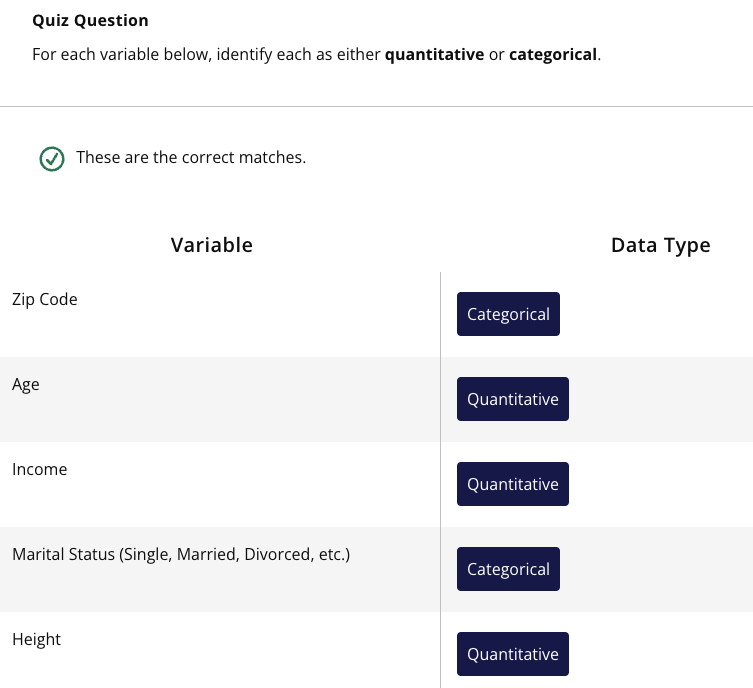 Quiz Question
For each variable below, identify each as either quantitative or categorical.
These are the correct matches.
Variable Data Type
Zip Code Categorical
Age Quantitative
Income Quantitative
Marital Status (Single, Married, Divorced, etc.) Categorical
Height Quantitative